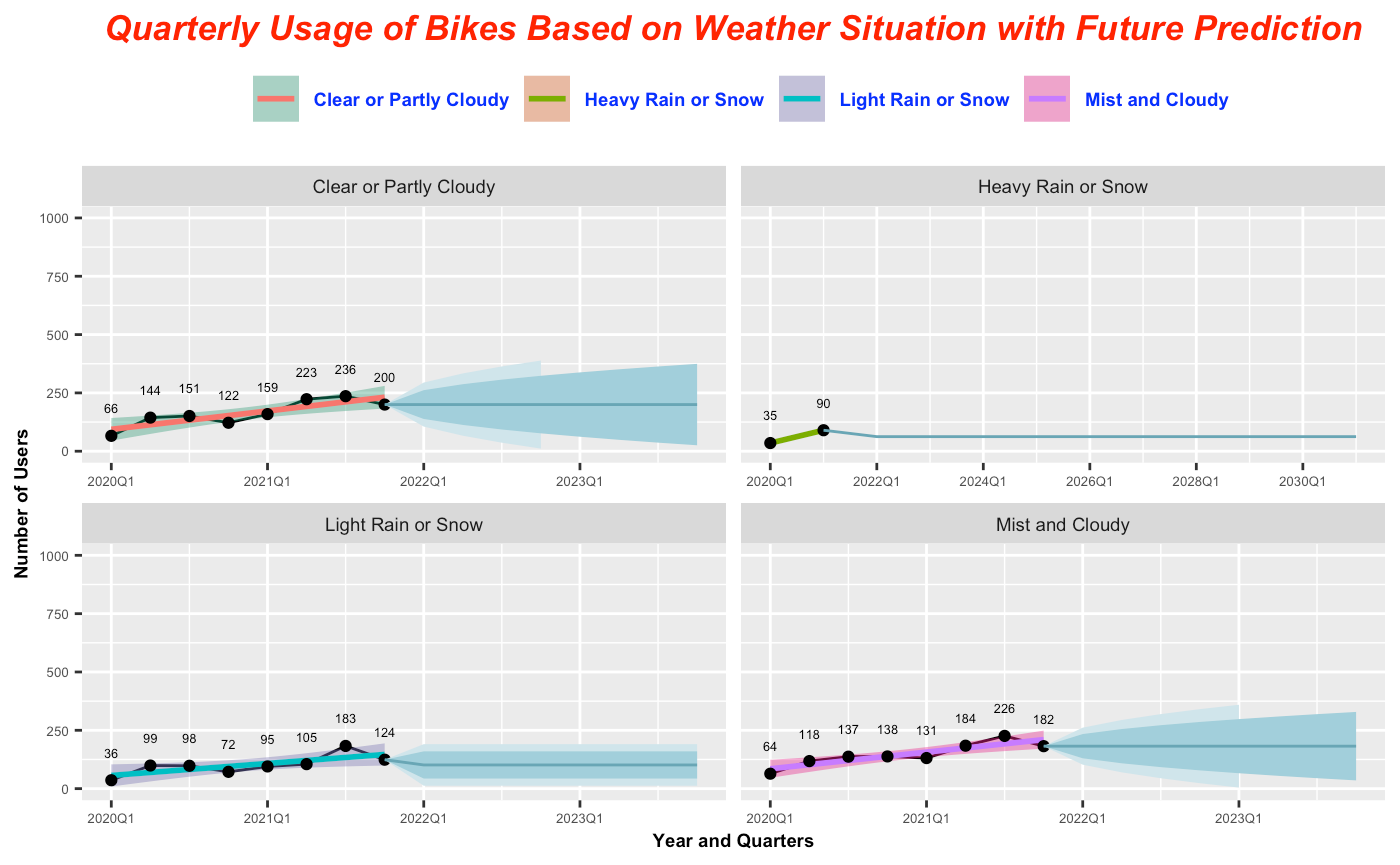 Quarterly Usage of Bikes Based on Weather Situation with Future Prediction
Clear or Partly Cloudy Heavy Rain or Snow Light Rain or Snow Mist and Cloudy
Number of Users
Clear or Partly Cloudy
1000
750
500
250
0
66 144 151 122 159 223 236 200
2020Q1 2021Q1 2022Q1 2023Q1
Heavy Rain or Snow
35 90
2020Q1 2022Q1 2024Q1 2026Q1 2028Q1 2030Q1
Light Rain or Snow
1000
750
500
250
0
36 99 98 72 95 105 183 124
2020Q1 2021Q1 2022Q1 2023Q1
Mist and Cloudy
64 118 137 138 131 184 226 182
2020Q1 2021Q1 2022Q1 2023Q1
Year and Quarters